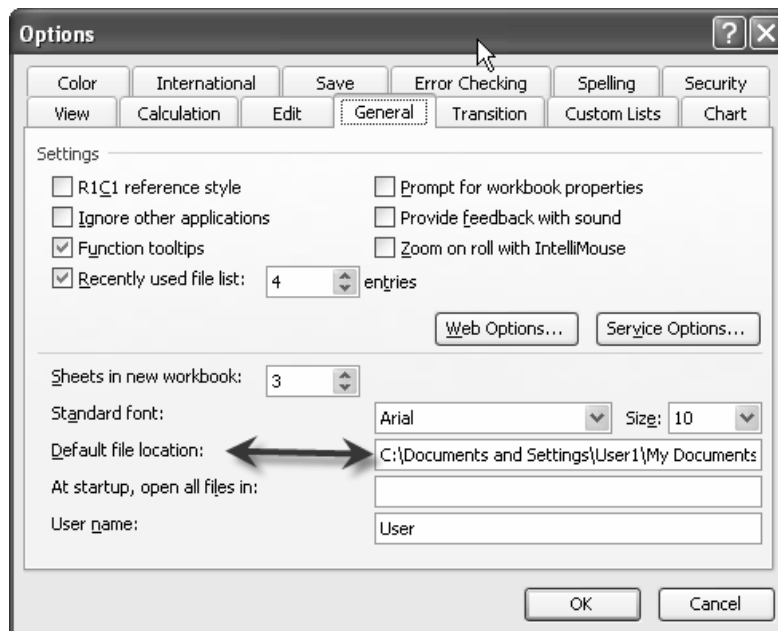 Options
Color International Save Error Checking Spelling Security
View Calculation Edit General Transition Custom Lists Chart
Settings
R1C1 reference style Prompt for workbook properties
Ignore other applications Provide feedback with sound
Function tooltips Zoom on roll with IntelliMouse
Recently used file list: 4 entries
Web Options... Service Options...
Sheets in new workbook: 3
Standard font: Arial Size: 10
Default file location: C:\Documents and Settings\User1\My Documents
At startup, open all files in:
User name: User
OK Cancel